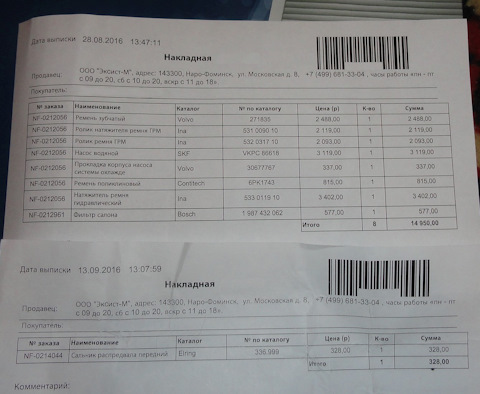 Дата выписки 28.08.2016 13:47:11
Накладная
Продавец: ООО "Эксист-М", адрес: 143300, Наро-Фоминск, ул. Московская д. 8, +7 (499) 681-33-04 , часы работы «пн - пт
с 09 до 20, сб с 10 до 20, вскр с 11 до 18».
Покупатель:
№ заказа Наименование Каталог № по каталогу Цена (р) К-во Сумма
NF-0212056 Ремень зубчатый Volvo 271835 2 488,00 1 2 488,00
NF-0212056 Ролик натяжителя ремня ГРМ Ina 531 0090 10 2 119,00 1 2 119,00
NF-0212056 Ролик ремня ГРМ Ina 532 0317 10 2 093,00 1 2 093,00
NF-0212056 Насос водяной SKF VKPC 86618 3 119,00 1 3 119,00
NF-0212056 Прокладка корпуса насоса системы охлажде Volvo 30677767 337,00 1 337,00
NF-0212056 Ремень поликлиновый Contitech 6PK1743 815,00 1 815,00
NF-0212056 Натяжитель ремня гидравлический Ina 533 0119 10 3 402,00 1 3 402,00
NF-0212961 Фильтр салона Bosch 1 987 432 062 577,00 1 577,00
Итого 8 14 950,00
Дата выписки 13.09.2016 13:07:59
Накладная
Продавец: ООО "Эксист-М", адрес: 143300, Наро-Фоминск, ул. Московская д. 8, +7 (499) 681-33-04 , часы работы «пн - пт
с 09 до 20, сб с 10 до 20, вскр с 11 до 18».
Покупатель:
№ заказа Наименование Каталог № по каталогу Цена (р) К-во Сумма
NF-0214044 Сальник распредвала передний Elring 336.999 328,00 1 328,00
Итого 1 328,00
Комментарий: